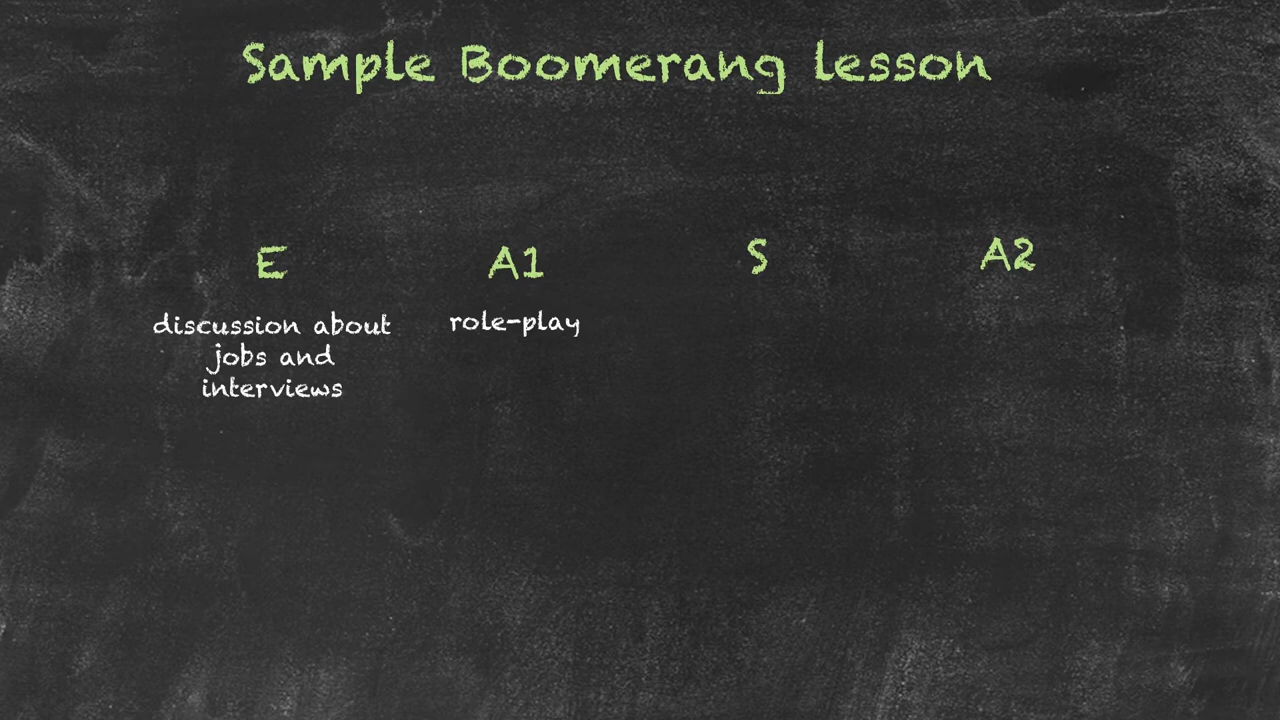 Sample Boomerang lesson
E
discussion about
jobs and
interviews
A1
role-play
S
A2